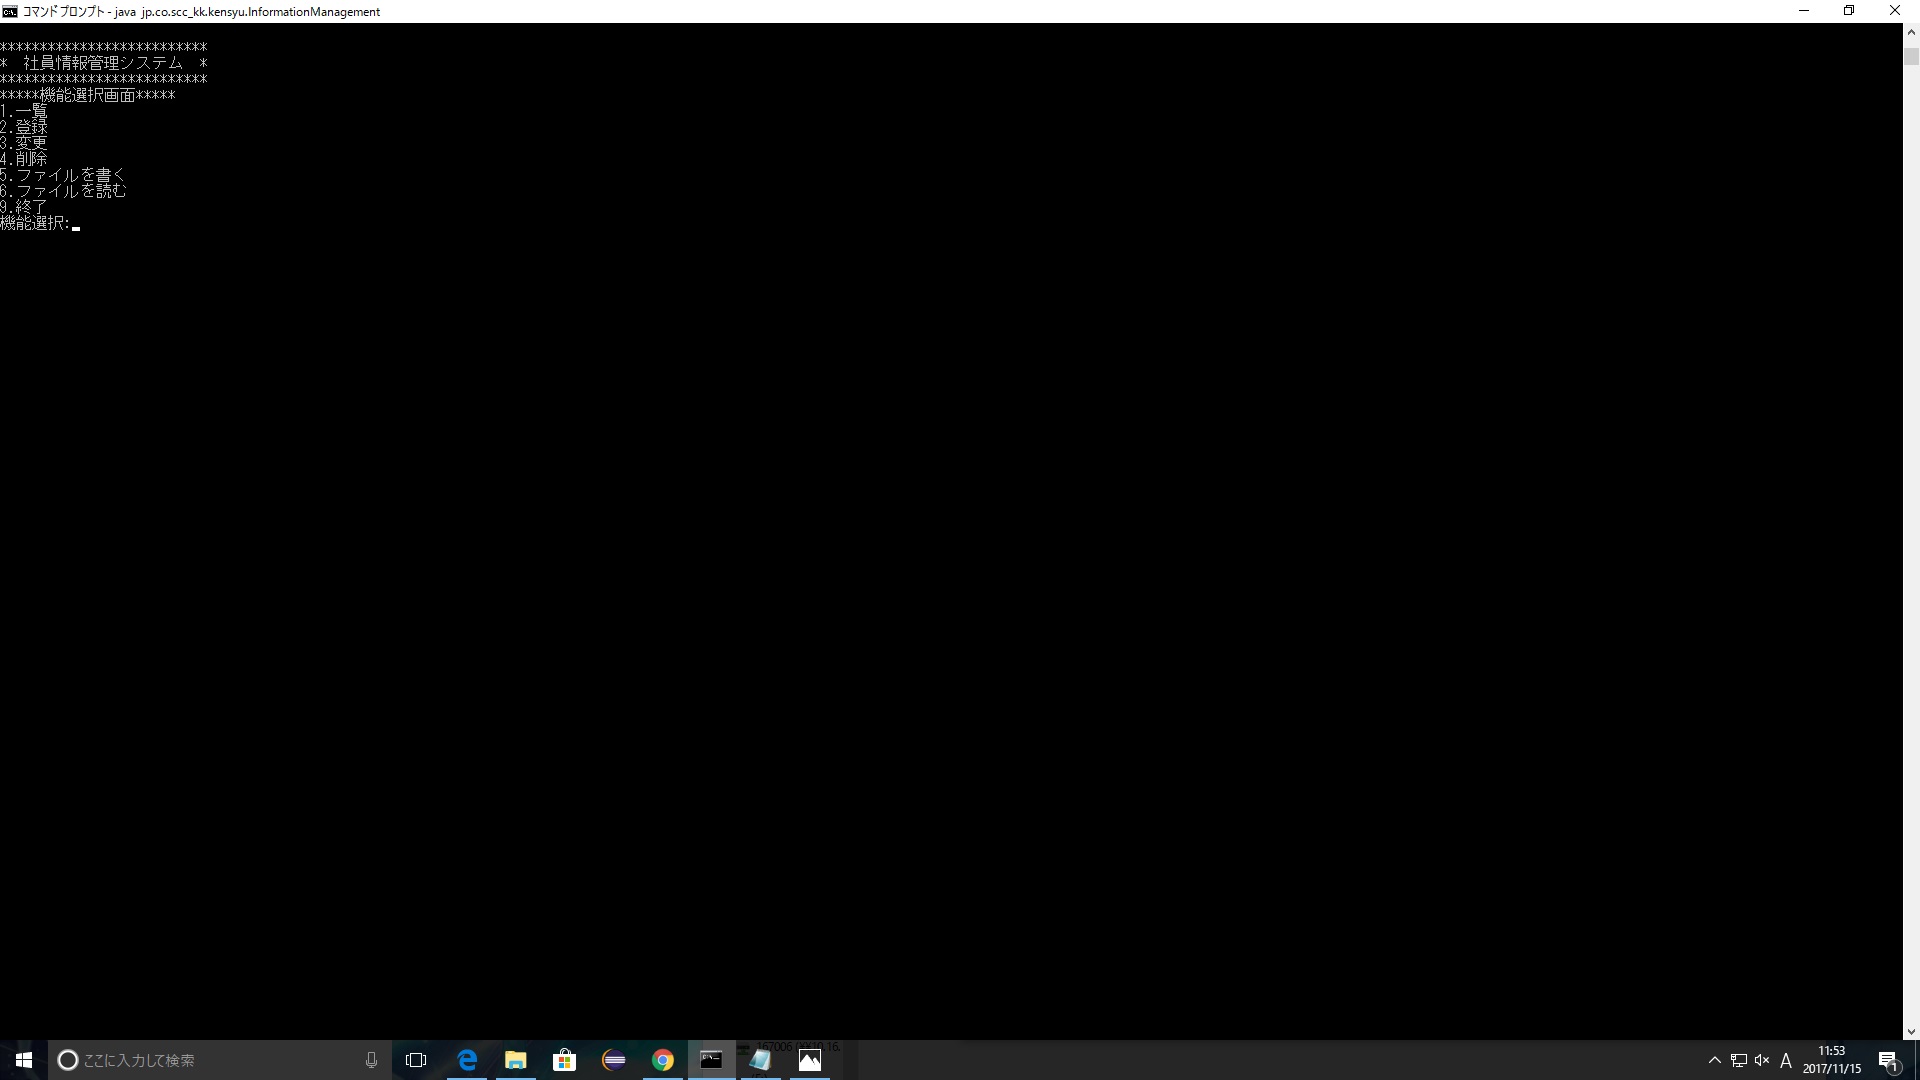 コマンド プロンプト - java  jp.co.scc_kk.kensyu.InformationManagement
**************************
*　社員情報管理システム　*
**************************
*****機能選択画面*****
1.一覧
2.登録
3.変更
4.削除
5.ファイルを書く
6.ファイルを読む
9.終了
機能選択:
ここに入力して検索
A
11:53
2017/11/15
1